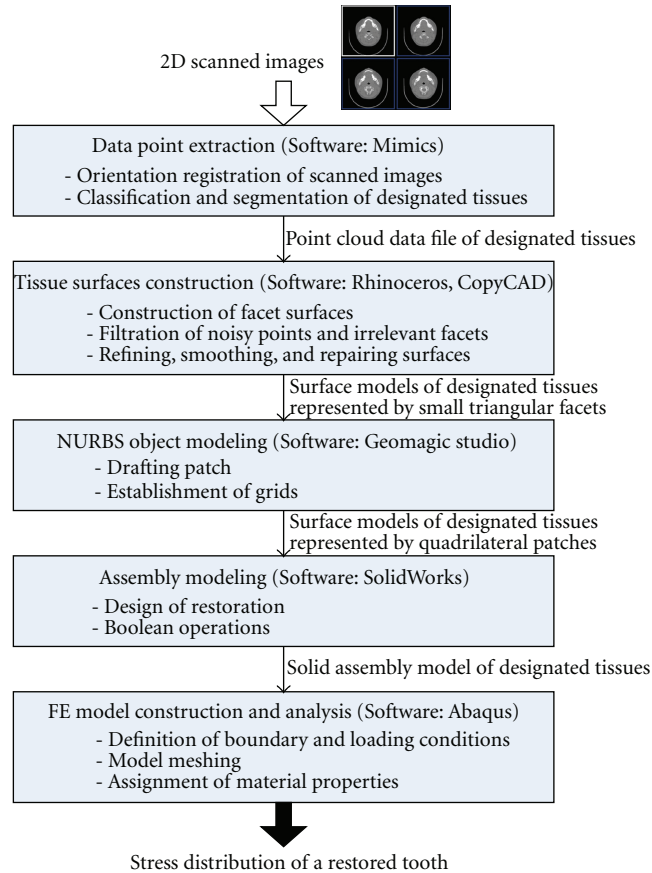 2D scanned images
Data point extraction (Software: Mimics)
- Orientation registration of scanned images
- Classification and segmentation of designated tissues
Point cloud data file of designated tissues
Tissue surfaces construction (Software: Rhinoceros, CopyCAD)
- Construction of facet surfaces
- Filtration of noisy points and irrelevant facets
- Refining, smoothing, and repairing surfaces
Surface models of designated tissues
represented by small triangular facets
NURBS object modeling (Software: Geomagic studio)
- Drafting patch
- Establishment of grids
Surface models of designated tissues
represented by quadrilateral patches
Assembly modeling (Software: SolidWorks)
- Design of restoration
- Boolean operations
Solid assembly model of designated tissues
FE model construction and analysis (Software: Abaqus)
- Definition of boundary and loading conditions
- Model meshing
- Assignment of material properties
Stress distribution of a restored tooth